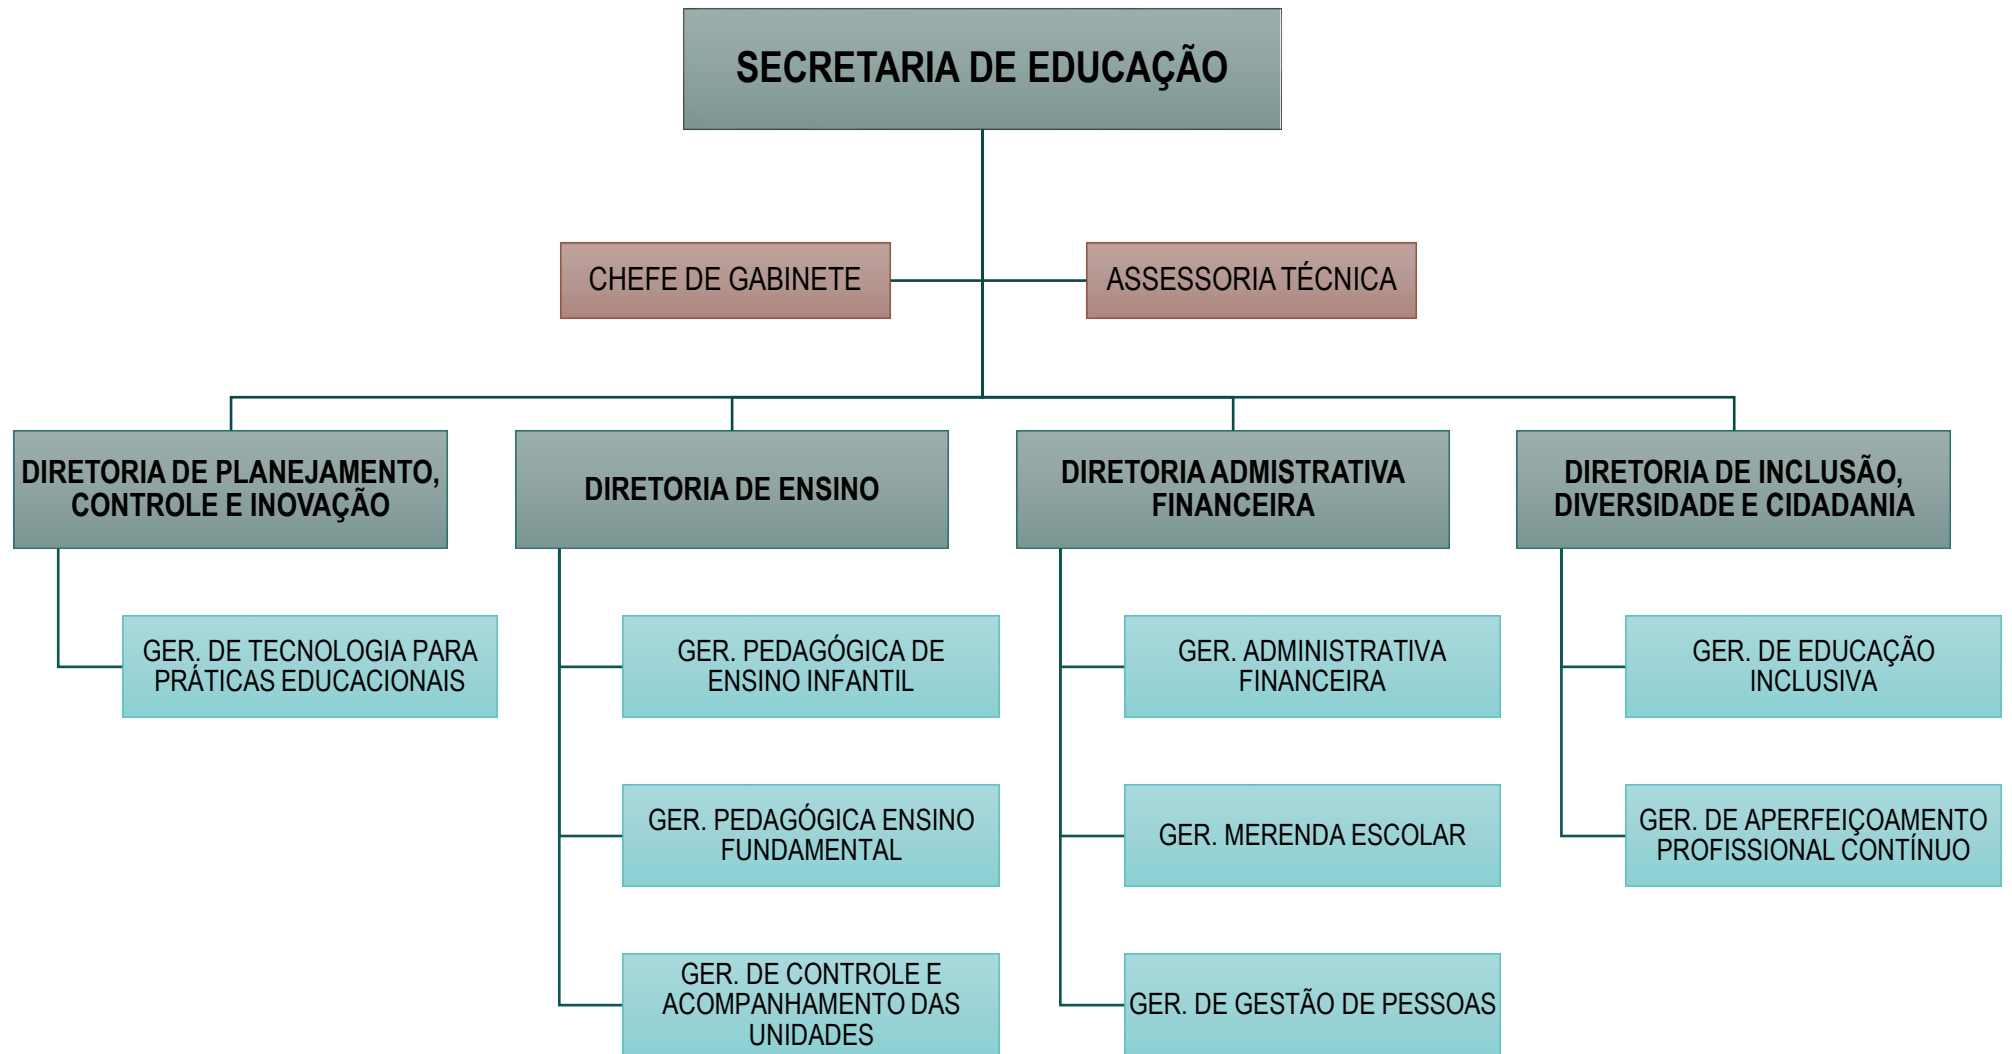 SECRETARIA DE EDUCAÇÃO
CHEFE DE GABINETE
ASSESSORIA TÉCNICA
DIRETORIA DE PLANEJAMENTO,
CONTROLE E INOVAÇÃO
DIRETORIA DE ENSINO
DIRETORIA ADMISTRATIVA
FINANCEIRA
DIRETORIA DE INCLUSÃO,
DIVERSIDADE E CIDADANIA
GER. DE TECNOLOGIA PARA
PRÁTICAS EDUCACIONAIS
GER. PEDAGÓGICA DE
ENSINO INFANTIL
GER. ADMINISTRATIVA
FINANCEIRA
GER. DE EDUCAÇÃO
INCLUSIVA
GER. PEDAGÓGICA ENSINO
FUNDAMENTAL
GER. MERENDA ESCOLAR
GER. DE APERFEIÇOAMENTO
PROFISSIONAL CONTÍNUO
GER. DE CONTROLE E
ACOMPANHAMENTO DAS
UNIDADES
GER. DE GESTÃO DE PESSOAS